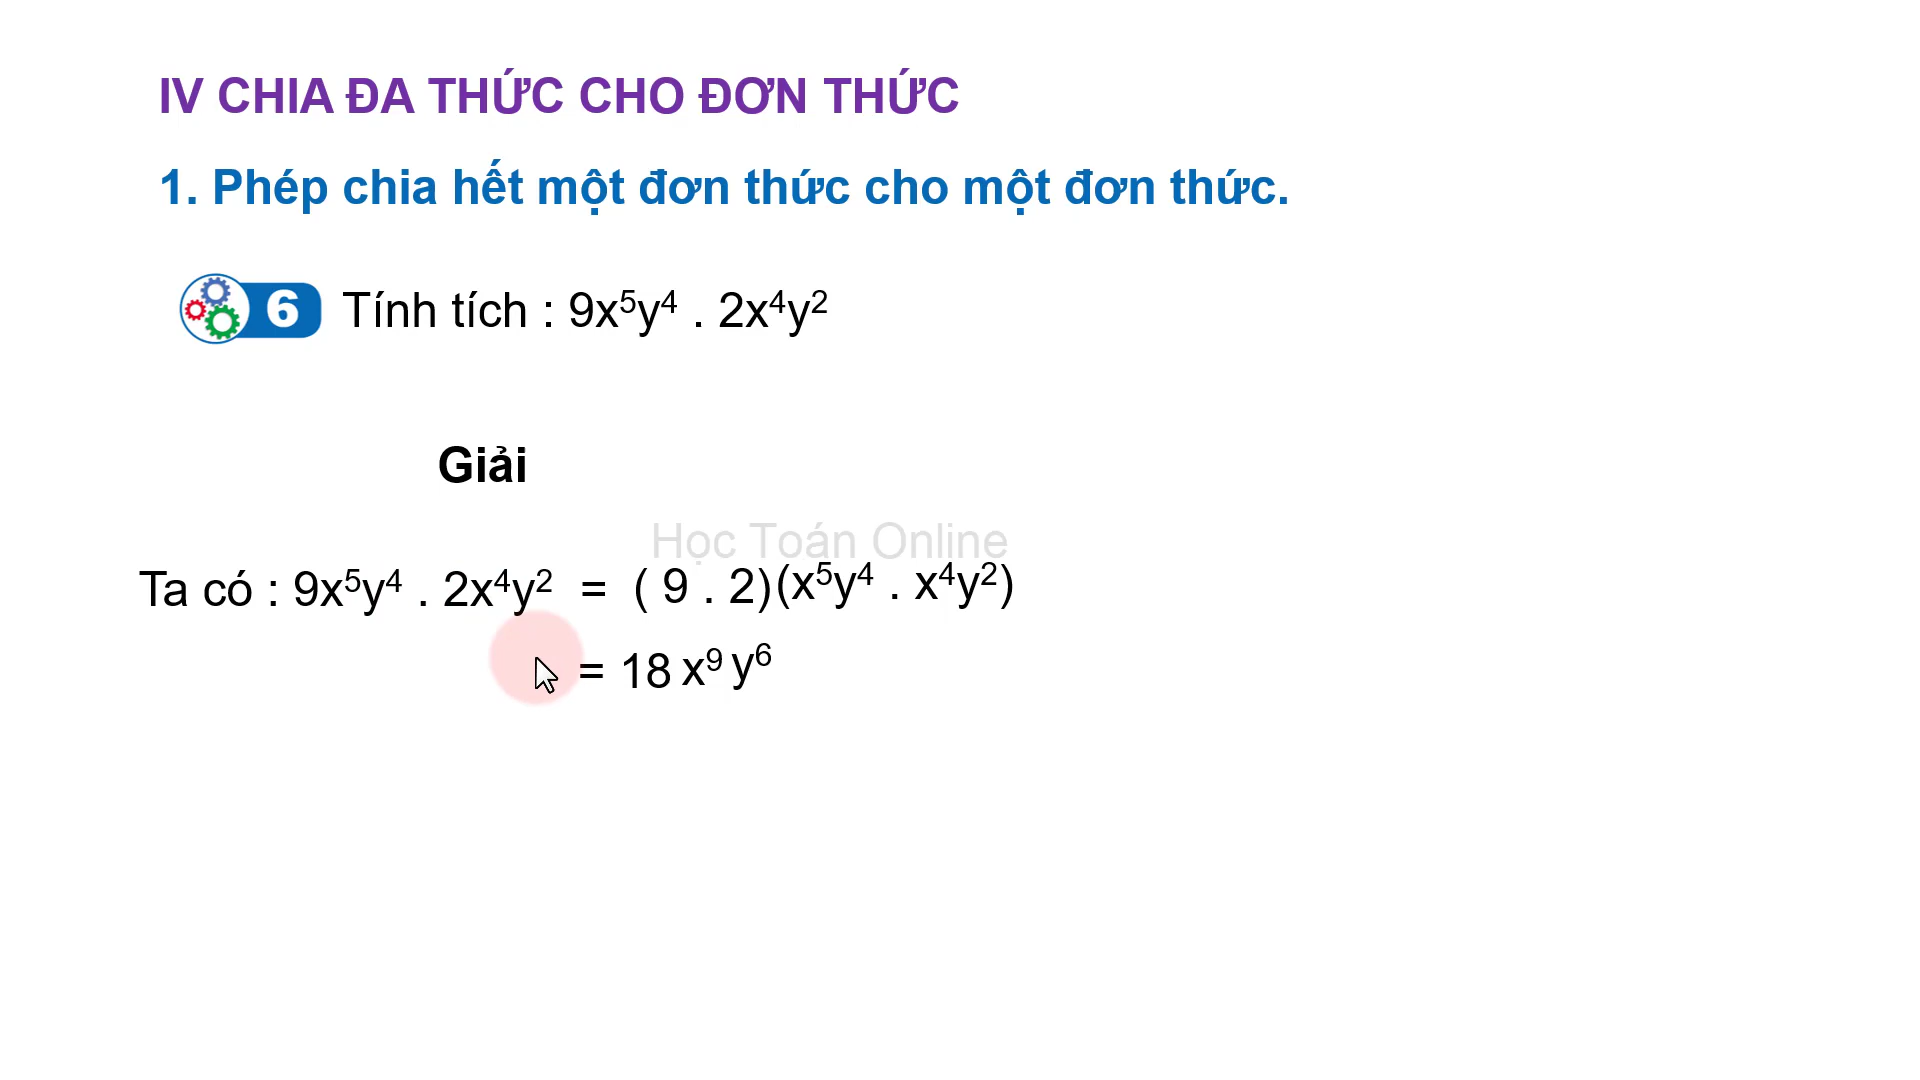 IV CHIA ĐA THỨC CHO ĐƠN THỨC
1. Phép chia hết một đơn thức cho một đơn thức.
6 Tính tích : 9x⁵y⁴ . 2x⁴y²
Giải
Học Toán Online
Ta có : 9x⁵y⁴ . 2x⁴y² = ( 9 . 2)(x⁵y⁴ . x⁴y²)
= 18 x⁹ y⁶